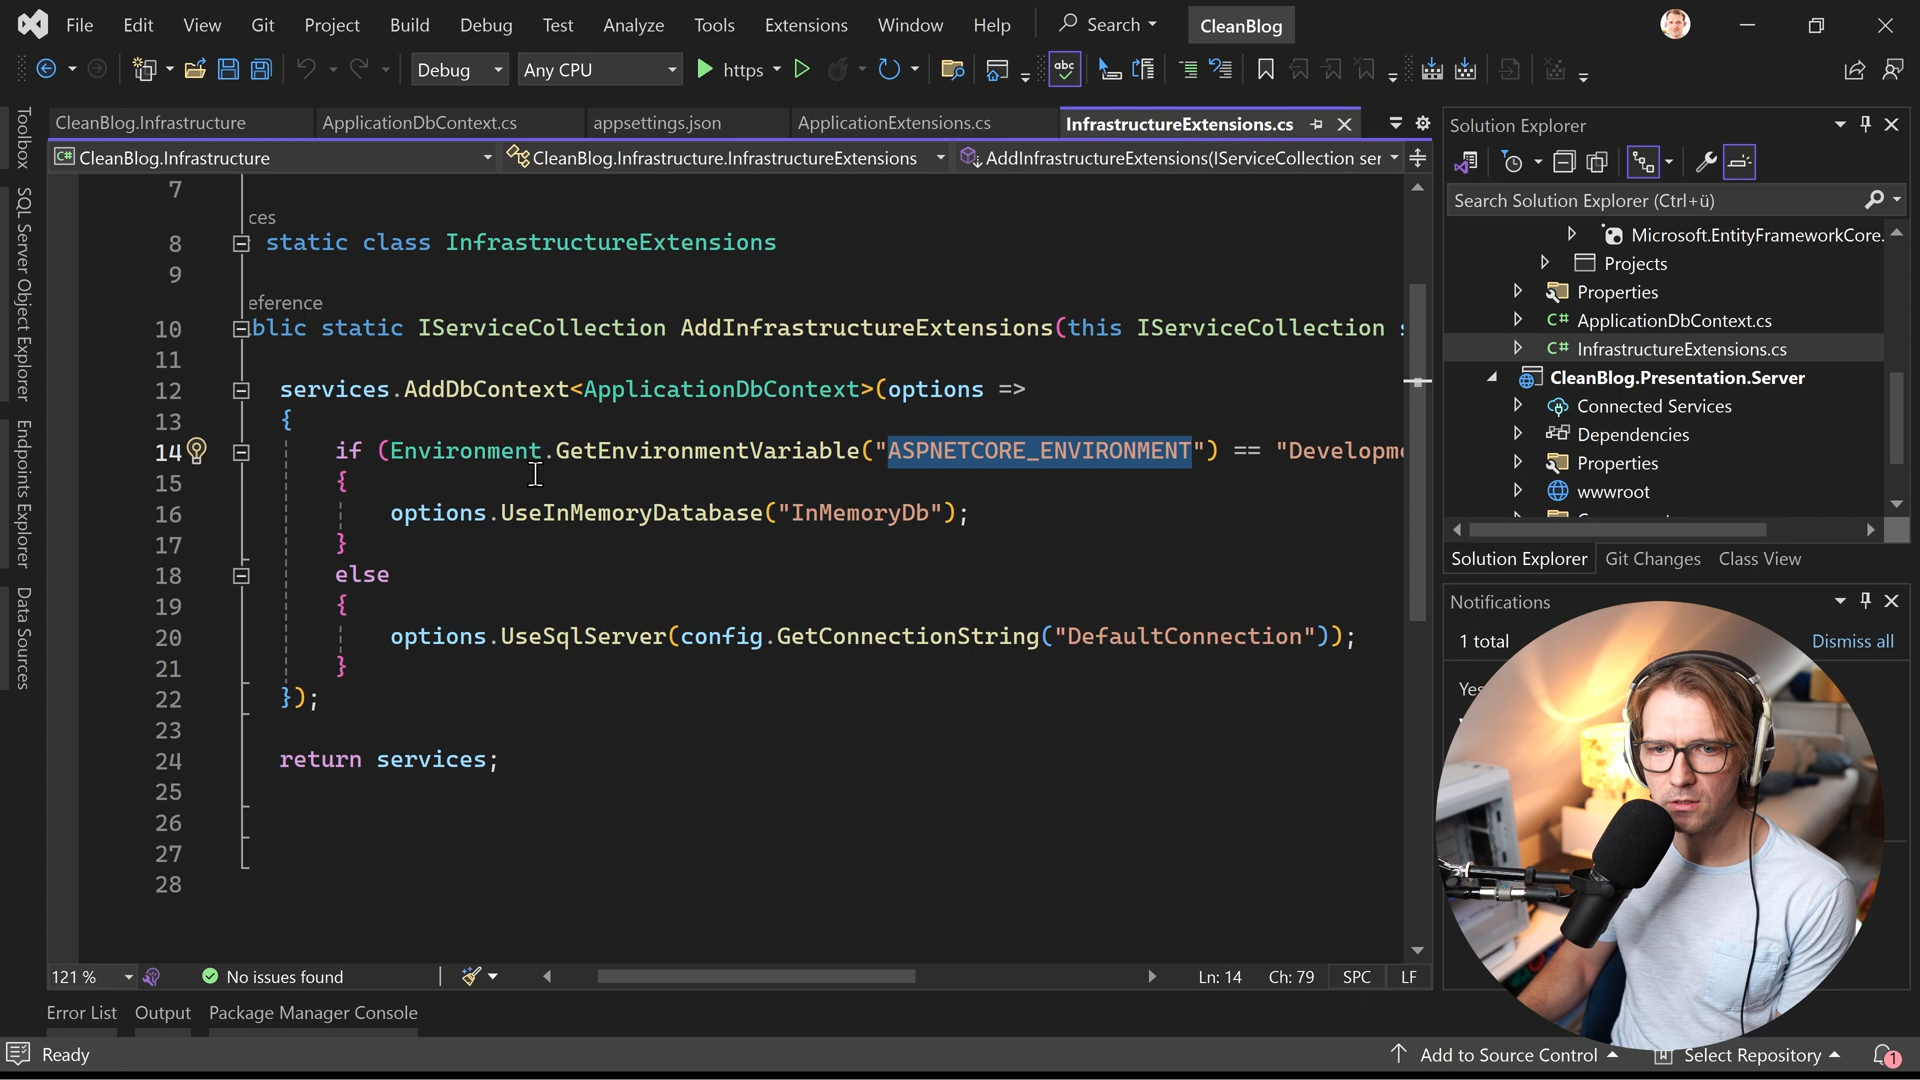 File Edit View Git Project Build Debug Test Analyze Tools Extensions Window Help Search CleanBlog
Debug Any CPU https abc
CleanBlog.Infrastructure ApplicationDbContext.cs appsettings.json ApplicationExtensions.cs InfrastructureExtensions.cs
C# CleanBlog.Infrastructure CleanBlog.Infrastructure.InfrastructureExtensions AddInfrastructureExtensions(IServiceCollection ser
Toolbox
SQL Server Object Explorer
Endpoints Explorer
Data Sources
7
ces
8 static class InfrastructureExtensions
9
eference
10 blic static IServiceCollection AddInfrastructureExtensions(this IServiceCollection s
11
12 services.AddDbContext<ApplicationDbContext>(options =>
13 {
14 if (Environment.GetEnvironmentVariable("ASPNETCORE_ENVIRONMENT") == "Developme
15 {
16 options.UseInMemoryDatabase("InMemoryDb");
17 }
18 else
19 {
20 options.UseSqlServer(config.GetConnectionString("DefaultConnection"));
21 }
22 });
23
24 return services;
25
26
27
28
121 % No issues found Ln: 14 Ch: 79 SPC LF
Error List Output Package Manager Console
Ready Add to Source Control Select Repository 1
Solution Explorer
Search Solution Explorer (Ctrl+ü)
Microsoft.EntityFrameworkCore.
Projects
Properties
C# ApplicationDbContext.cs
C# InfrastructureExtensions.cs
CleanBlog.Presentation.Server
Connected Services
Dependencies
Properties
wwwroot
Solution Explorer Git Changes Class View
Notifications
1 total Dismiss all